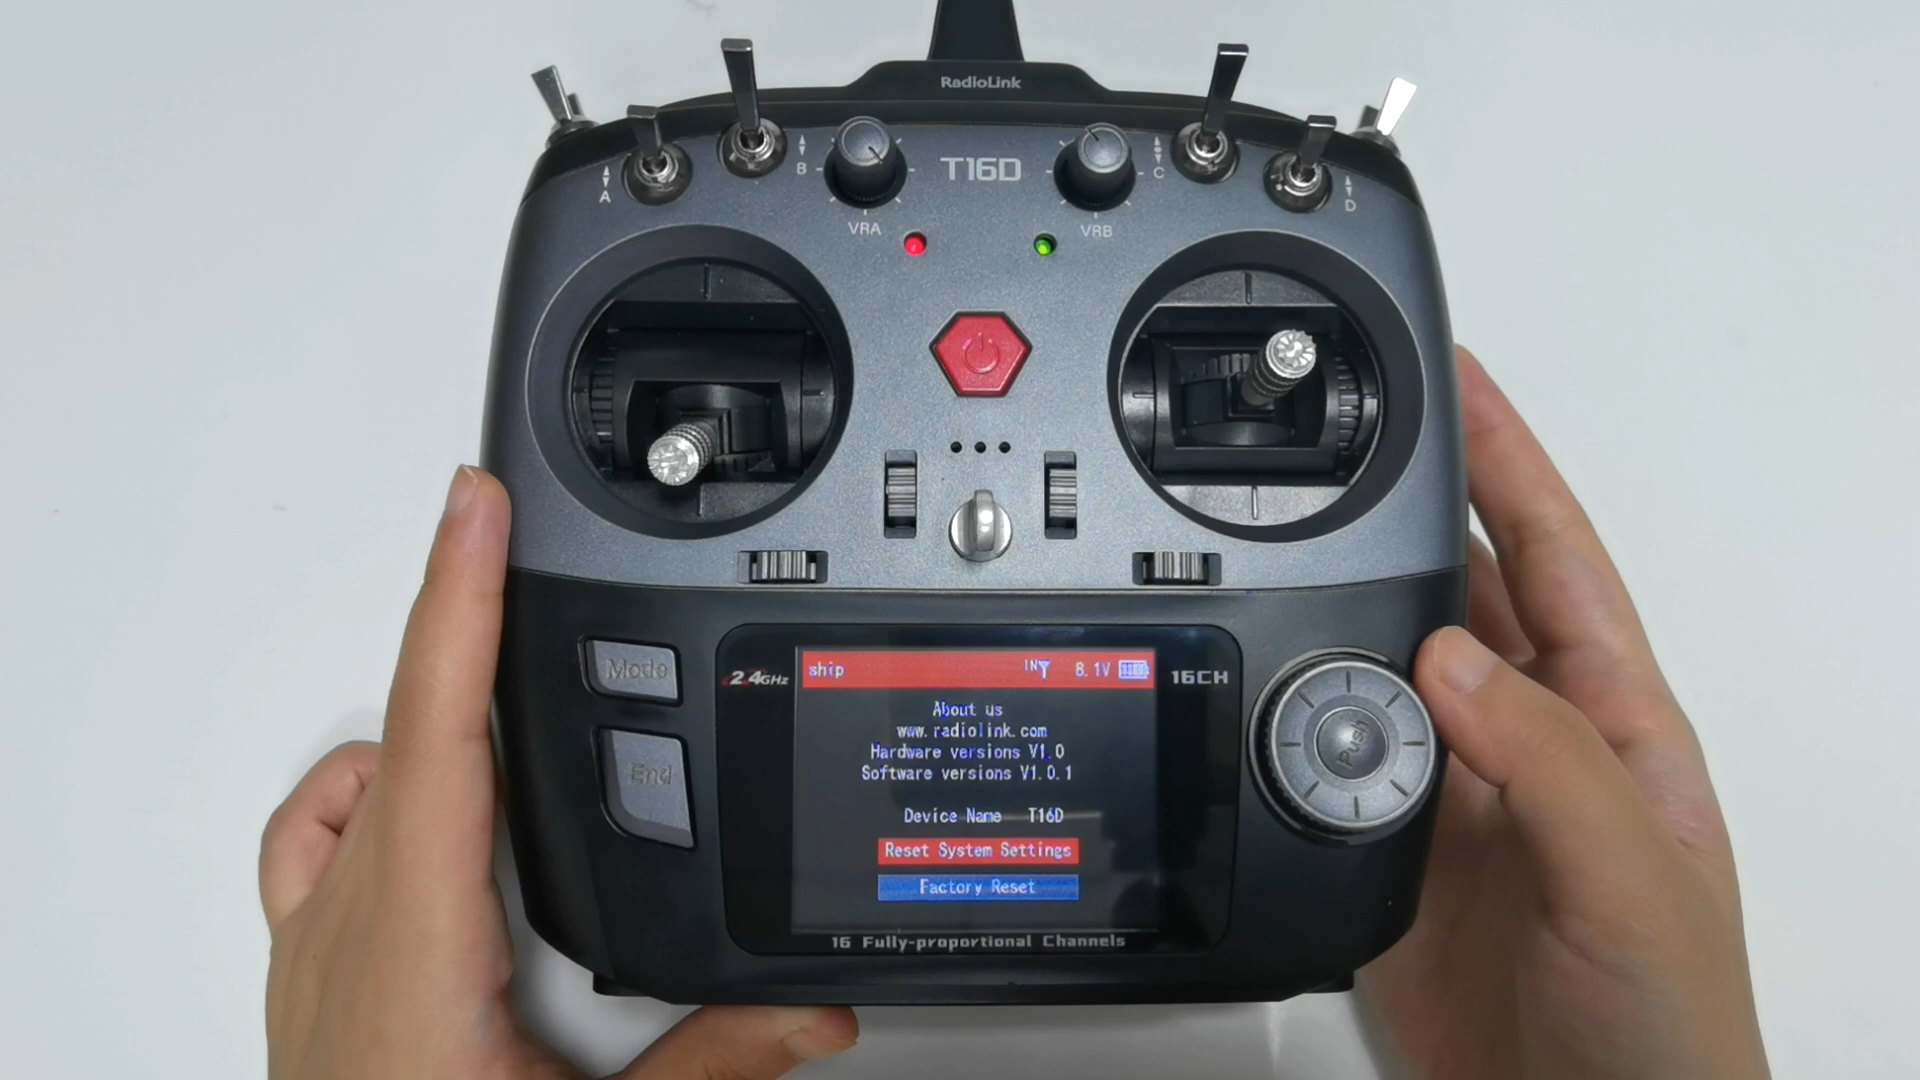 RadioLink
T16D
A
B
C
D
VRA
VRB
Mode
End
2.4GHz
ship IN 8.1V
16CH
About us
www.radiolink.com
Hardware versions V1.0
Software versions V1.0.1
Device Name T16D
Reset System Settings
Factory Reset
16 Fully-proportional Channels
Push